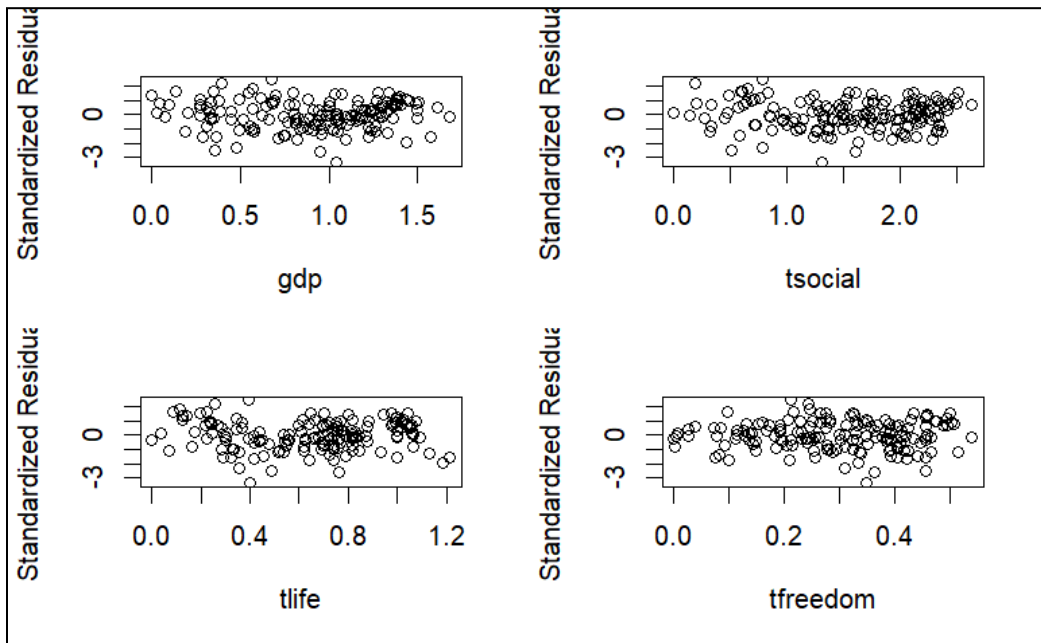 Standardized Residua
0
-3
0.0 0.5 1.0 1.5
gdp
Standardized Residua
0
-3
0.0 1.0 2.0
tsocial
Standardized Residua
0
-3
0.0 0.4 0.8 1.2
tlife
Standardized Residua
0
-3
0.0 0.2 0.4
tfreedom